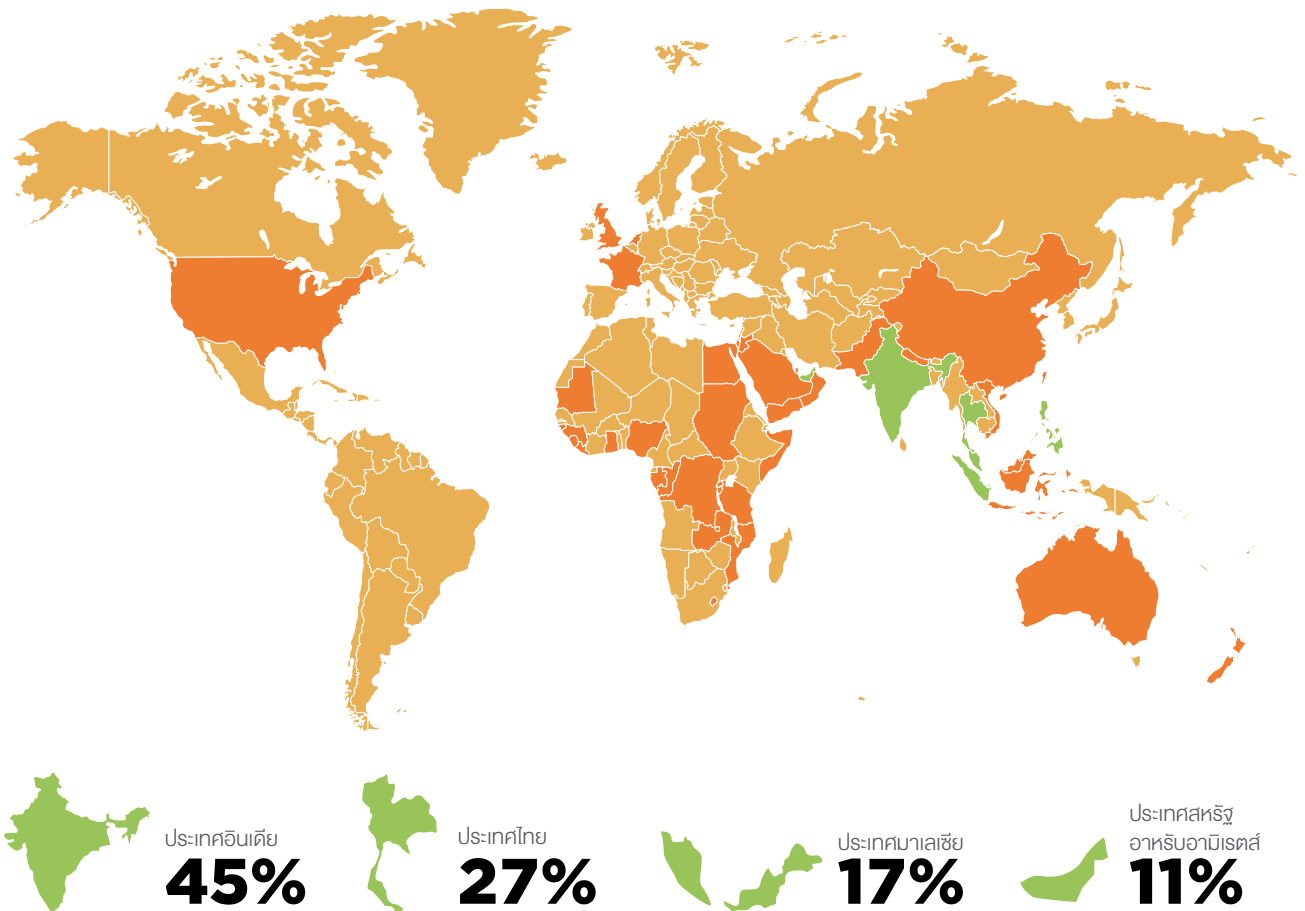 ประเทศอินเดีย
45%
ประเทศไทย
27%
ประเทศมาเลเซีย
17%
ประเทศสหรัฐ
อาหรับอามิเรตส์
11%